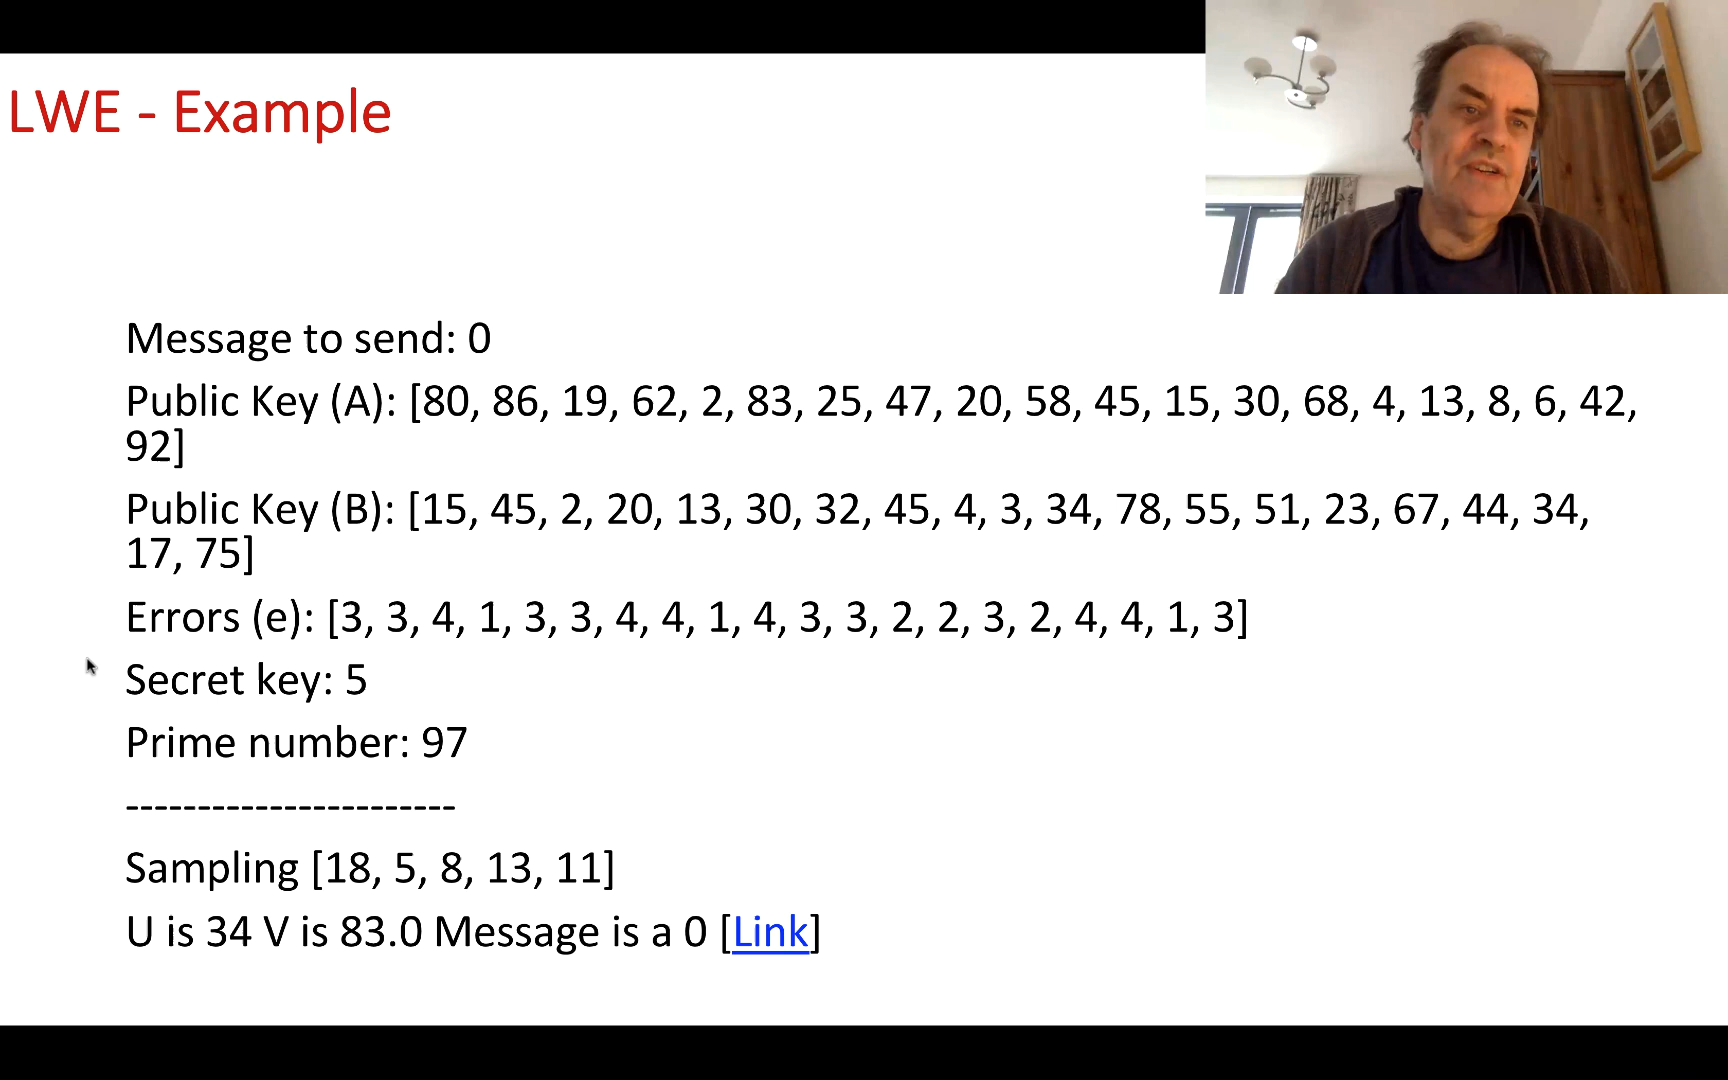 LWE - Example
Message to send: 0
Public Key (A): [80, 86, 19, 62, 2, 83, 25, 47, 20, 58, 45, 15, 30, 68, 4, 13, 8, 6, 42,
92]
Public Key (B): [15, 45, 2, 20, 13, 30, 32, 45, 4, 3, 34, 78, 55, 51, 23, 67, 44, 34,
17, 75]
Errors (e): [3, 3, 4, 1, 3, 3, 4, 4, 1, 4, 3, 3, 2, 2, 3, 2, 4, 4, 1, 3]
Secret key: 5
Prime number: 97
-----------------------
Sampling [18, 5, 8, 13, 11]
U is 34 V is 83.0 Message is a 0 [Link]